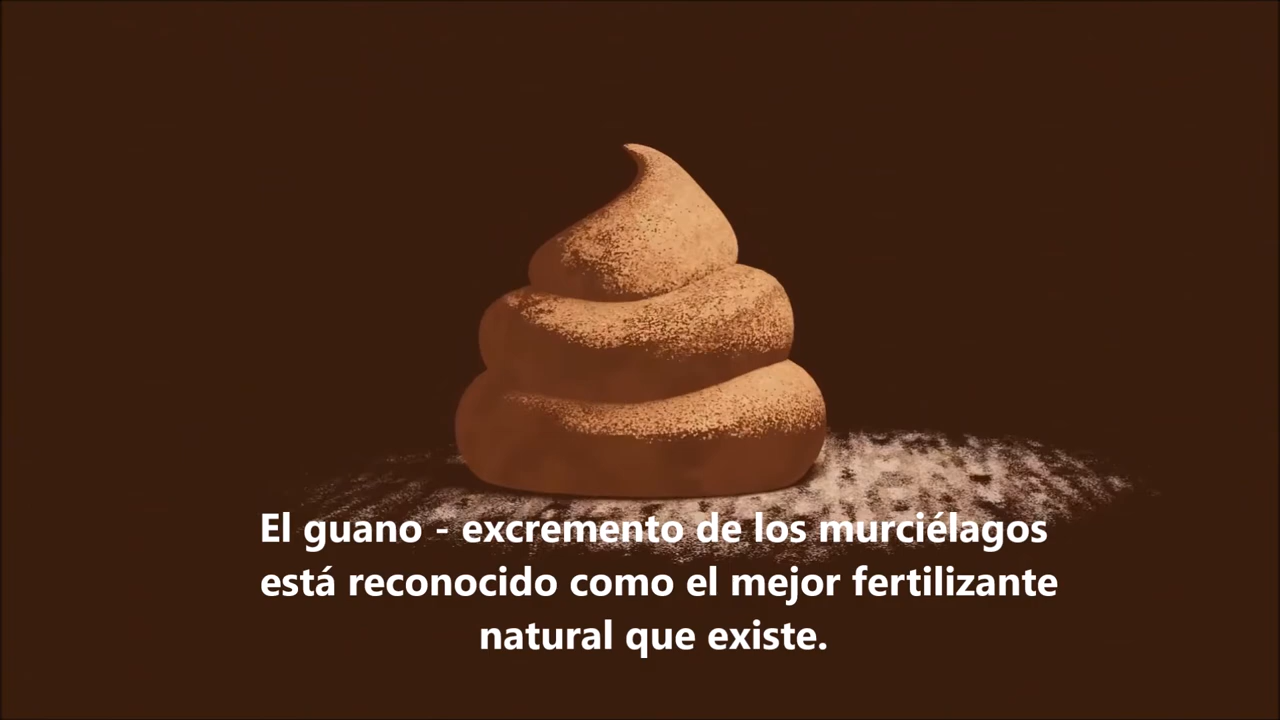 El guano - excremento de los murciélagos
está reconocido como el mejor fertilizante
natural que existe.